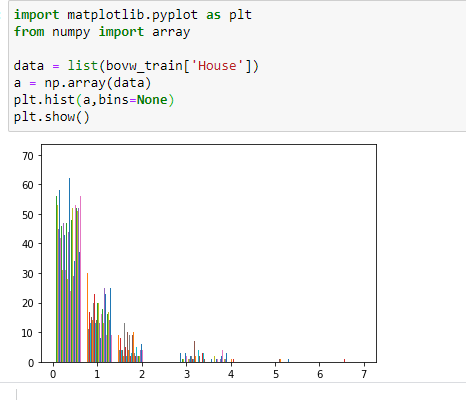 import matplotlib.pyplot as plt
from numpy import array
data = list(bovw_train['House'])
a = np.array(data)
plt.hist(a,bins=None)
plt.show()
70
60
50
40
30
20
10
0
0 1 2 3 4 5 6 7